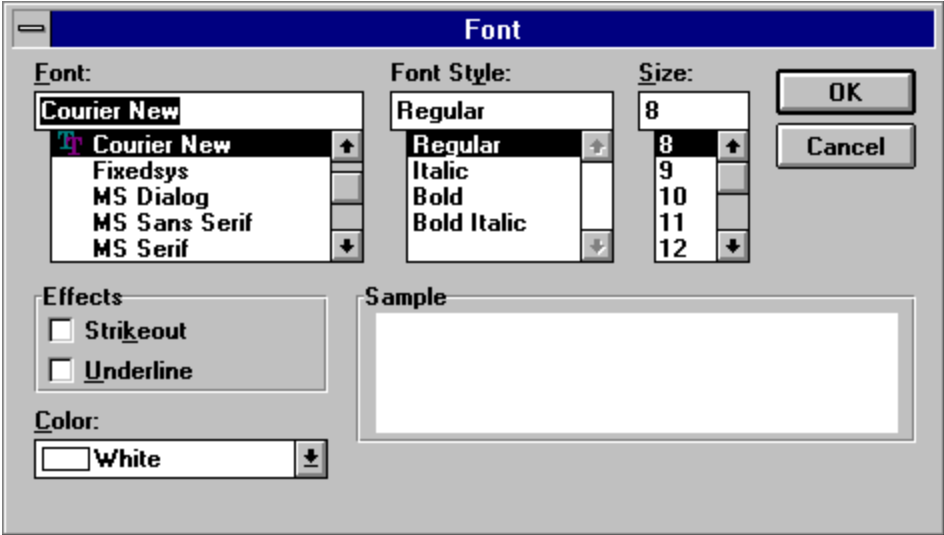 Font
Font:
Courier New
Courier New
Fixedsys
MS Dialog
MS Sans Serif
MS Serif
Font Style:
Regular
Regular
Italic
Bold
Bold Italic
Size:
8
8
9
10
11
12
OK
Cancel
Effects
Strikeout
Underline
Color:
White
Sample